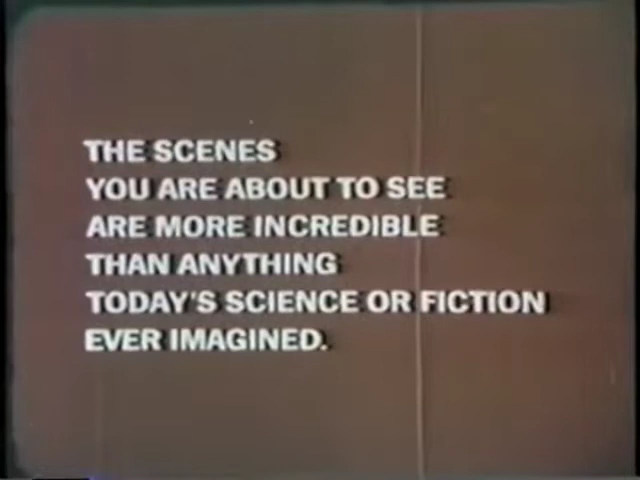 THE SCENES
YOU ARE ABOUT TO SEE
ARE MORE INCREDIBLE
THAN ANYTHING
TODAY'S SCIENCE OR FICTION
EVER IMAGINED.